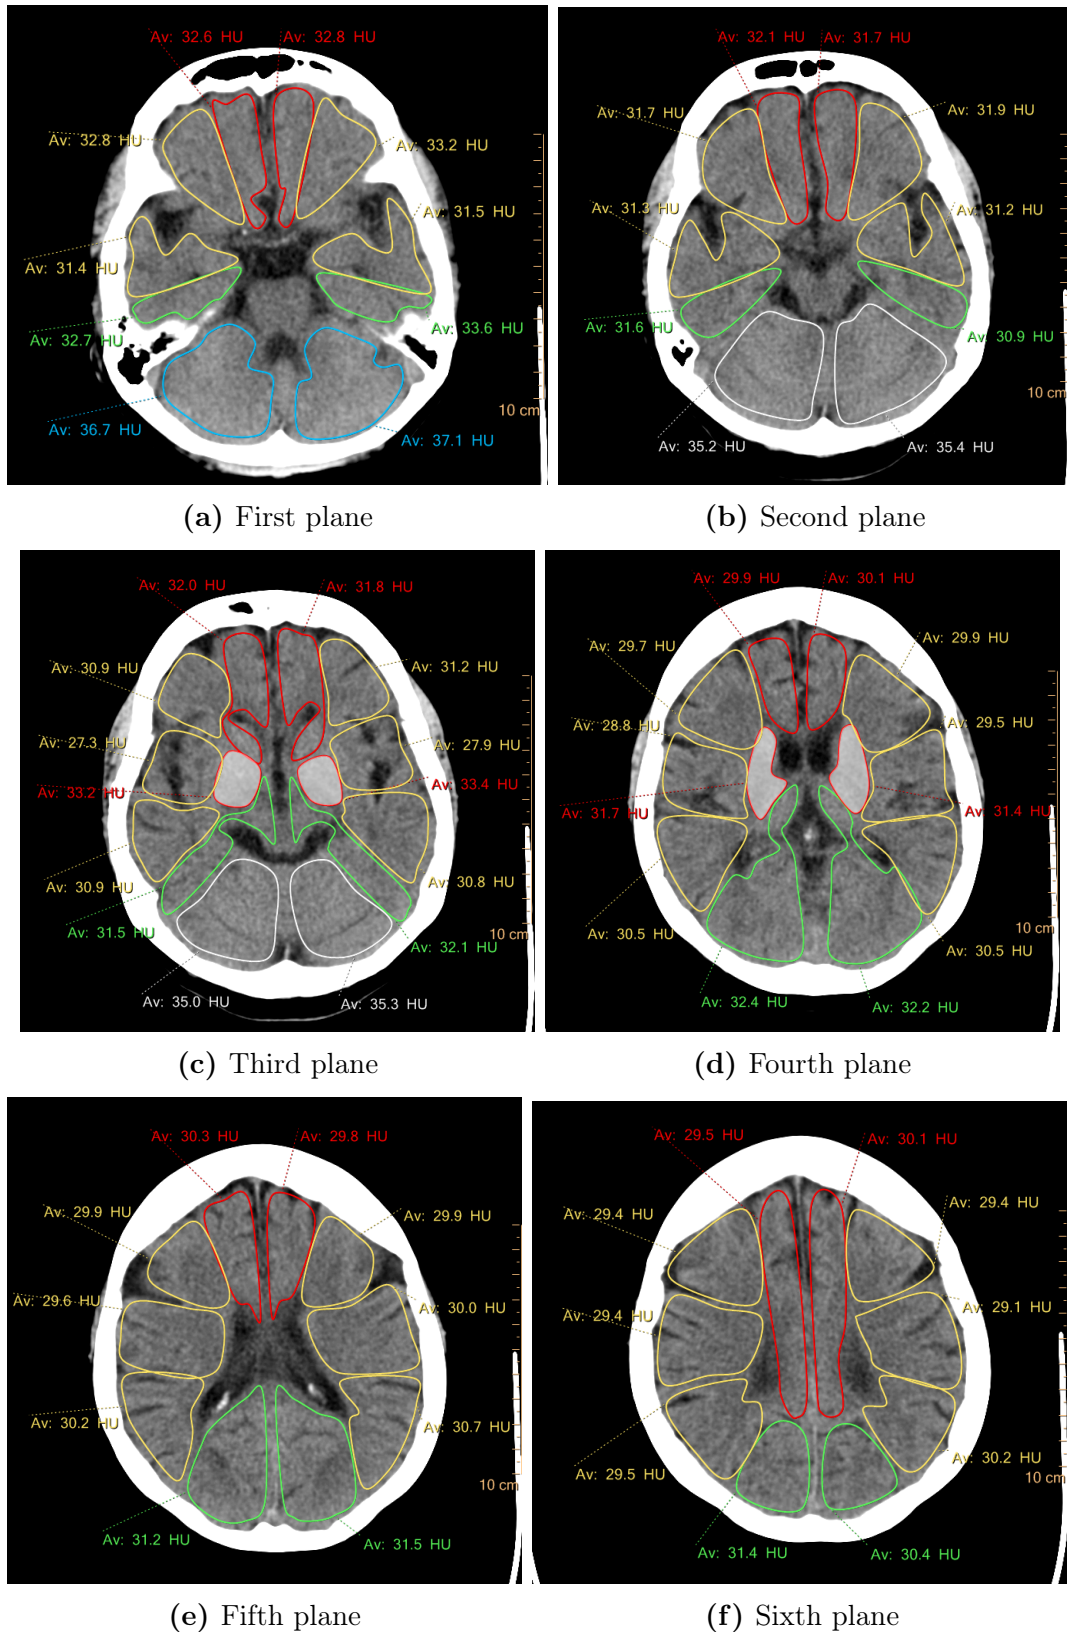 Av: 32.6 HU
Av: 32.8 HU
Av: 32.8 HU
Av: 33.2 HU
Av: 31.5 HU
Av: 31.4 HU
Av: 32.7 HU
Av: 33.6 HU
10 cm
Av: 36.7 HU
Av: 37.1 HU
(a) First plane
Av: 32.1 HU
Av: 31.7 HU
Av: 31.7 HU
Av: 31.9 HU
Av: 31.3 HU
Av: 31.2 HU
Av: 31.6 HU
Av: 30.9 HU
10 cm
Av: 35.2 HU
Av: 35.4 HU
(b) Second plane
Av: 32.0 HU
Av: 31.8 HU
Av: 30.9 HU
Av: 31.2 HU
Av: 27.3 HU
Av: 27.9 HU
Av: 33.2 HU
Av: 33.4 HU
Av: 30.9 HU
Av: 30.8 HU
Av: 31.5 HU
10 cm
Av: 32.1 HU
Av: 35.0 HU
Av: 35.3 HU
(c) Third plane
Av: 29.9 HU
Av: 30.1 HU
Av: 29.7 HU
Av: 29.9 HU
Av: 28.8 HU
Av: 29.5 HU
Av: 31.7 HU
Av: 31.4 HU
Av: 30.5 HU
10 cm
Av: 30.5 HU
Av: 32.4 HU
Av: 32.2 HU
(d) Fourth plane
Av: 30.3 HU
Av: 29.8 HU
Av: 29.9 HU
Av: 29.9 HU
Av: 29.6 HU
Av: 30.0 HU
Av: 30.2 HU
Av: 30.7 HU
10 cm
Av: 31.2 HU
Av: 31.5 HU
(e) Fifth plane
Av: 29.5 HU
Av: 30.1 HU
Av: 29.4 HU
Av: 29.4 HU
Av: 29.4 HU
Av: 29.1 HU
Av: 29.5 HU
Av: 30.2 HU
10 cm
Av: 31.4 HU
Av: 30.4 HU
(f) Sixth plane